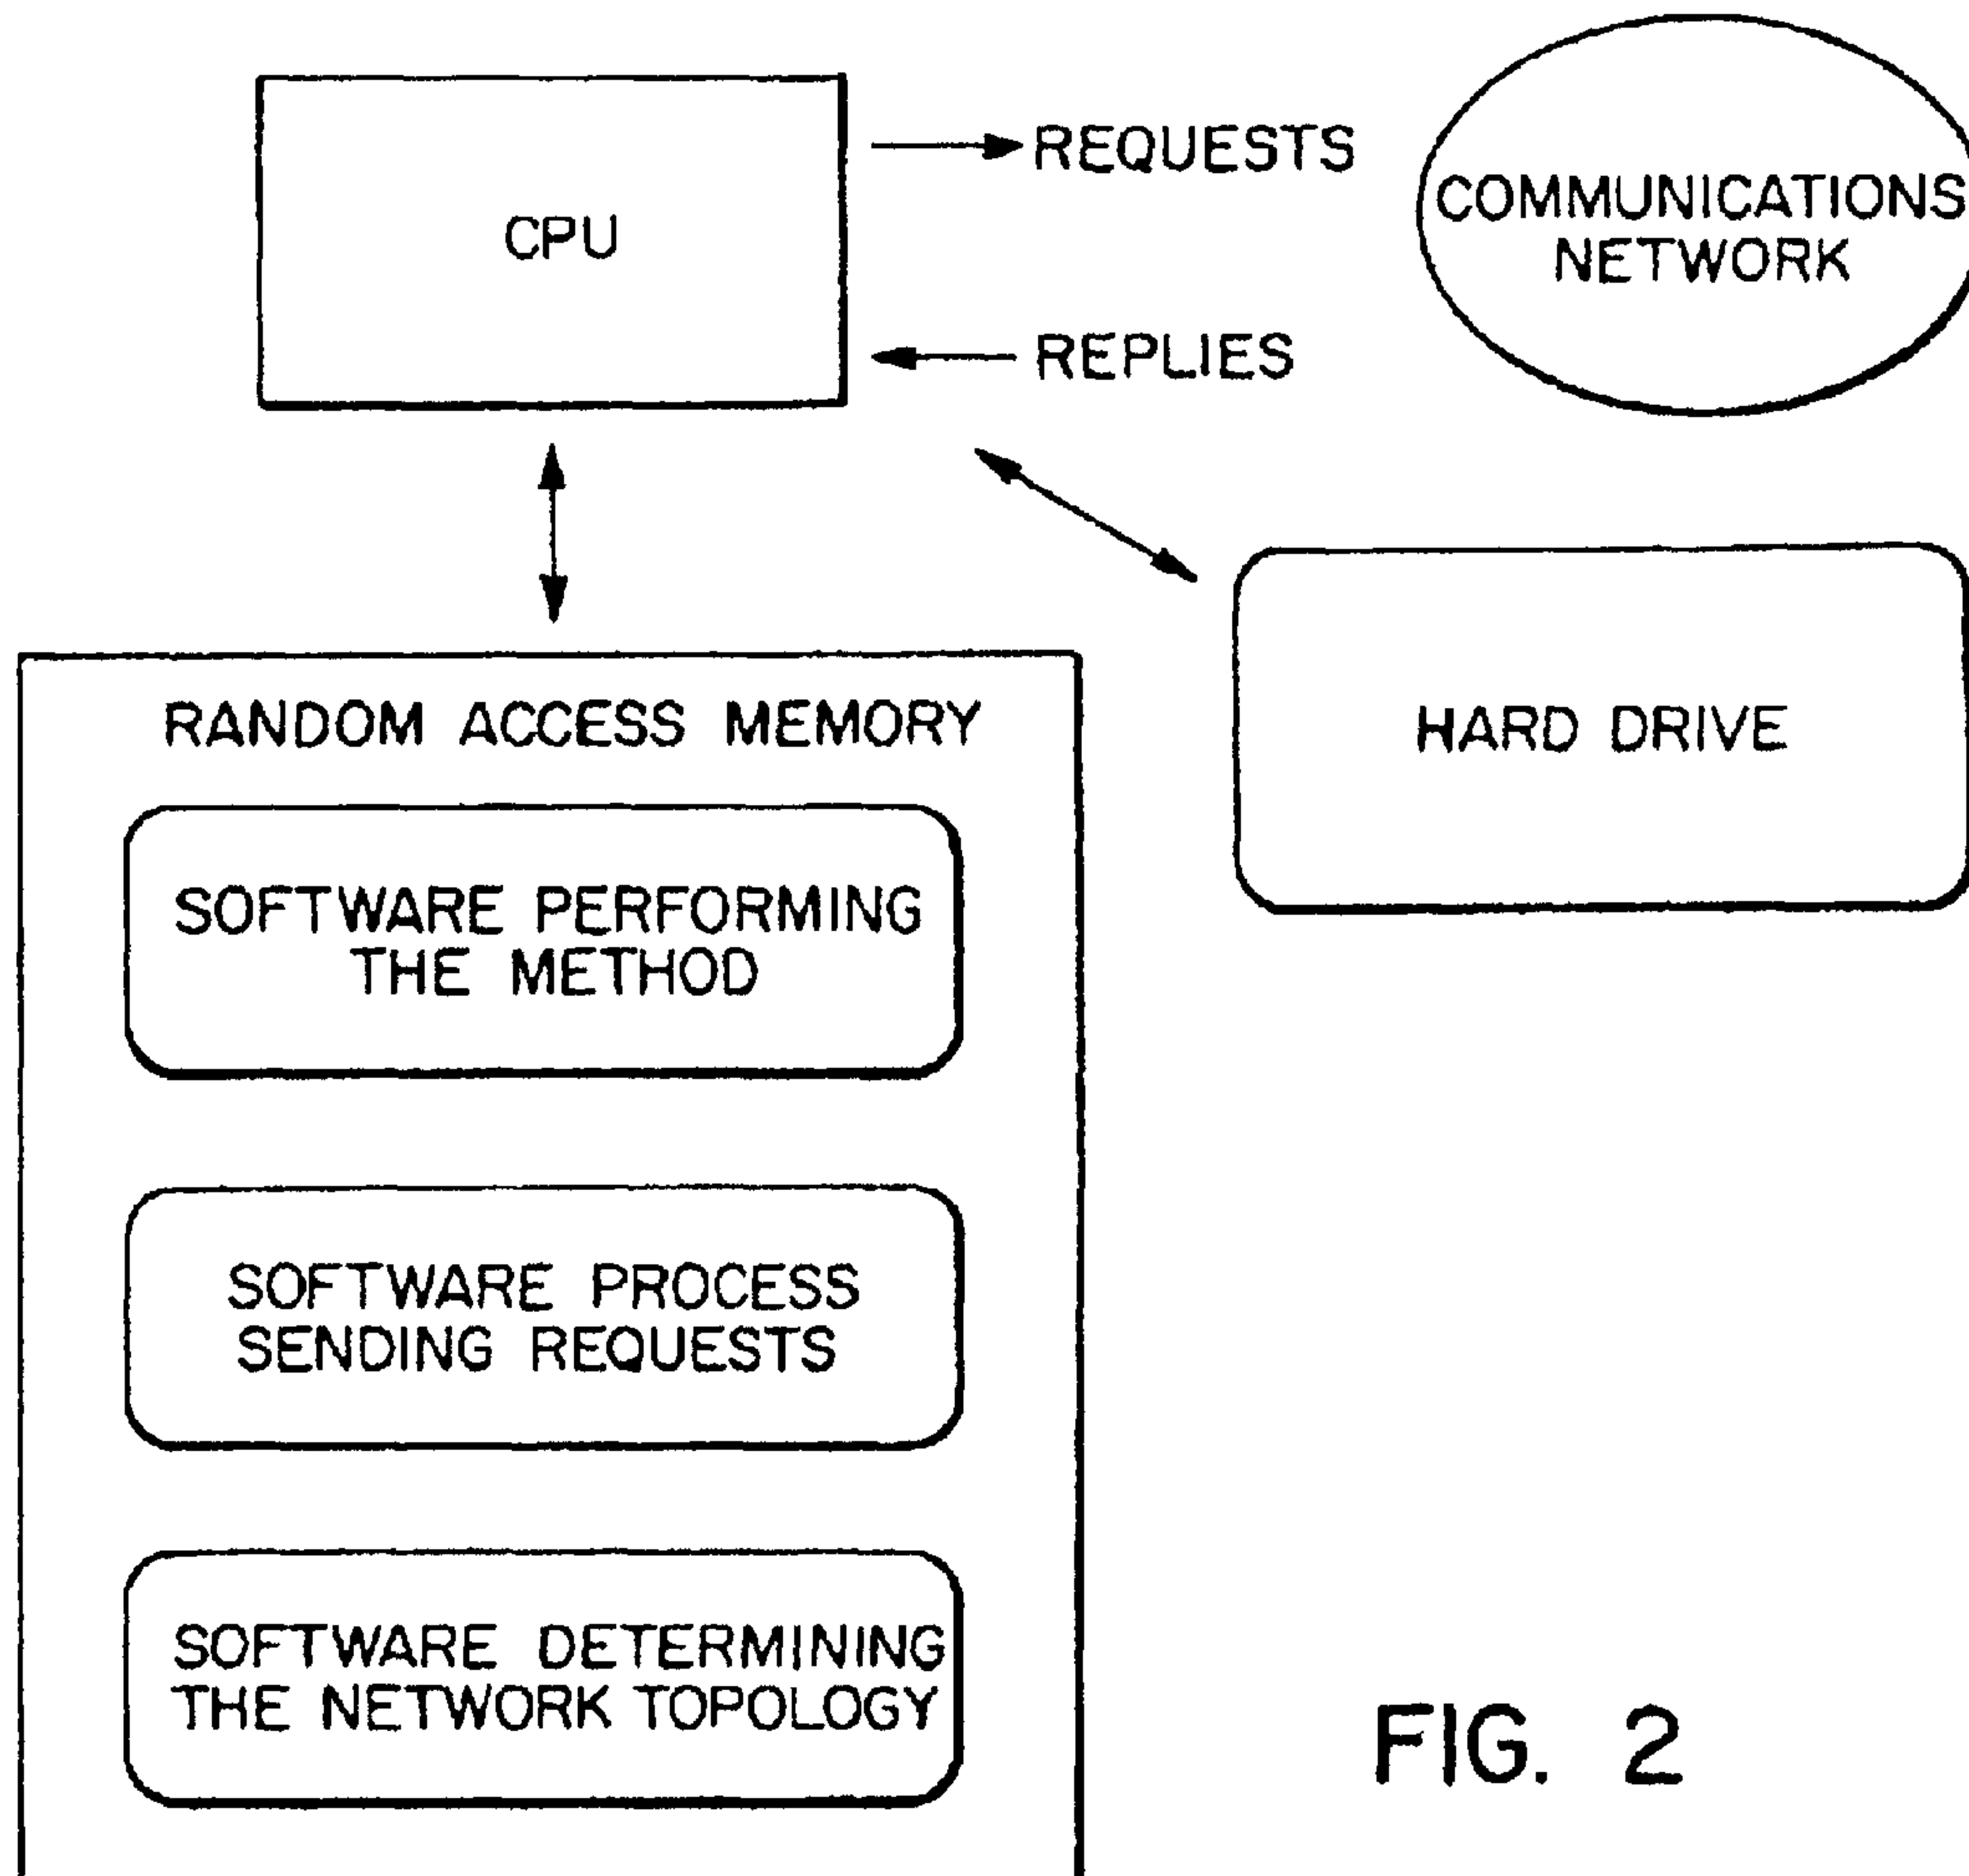 CPU
REQUESTS
REPLIES
COMMUNICATIONS
NETWORK
RANDOM ACCESS MEMORY
HARD DRIVE
SOFTWARE PERFORMING
THE METHOD
SOFTWARE PROCESS
SENDING REQUESTS
SOFTWARE DETERMINING
THE NETWORK TOPOLOGY
FIG. 2